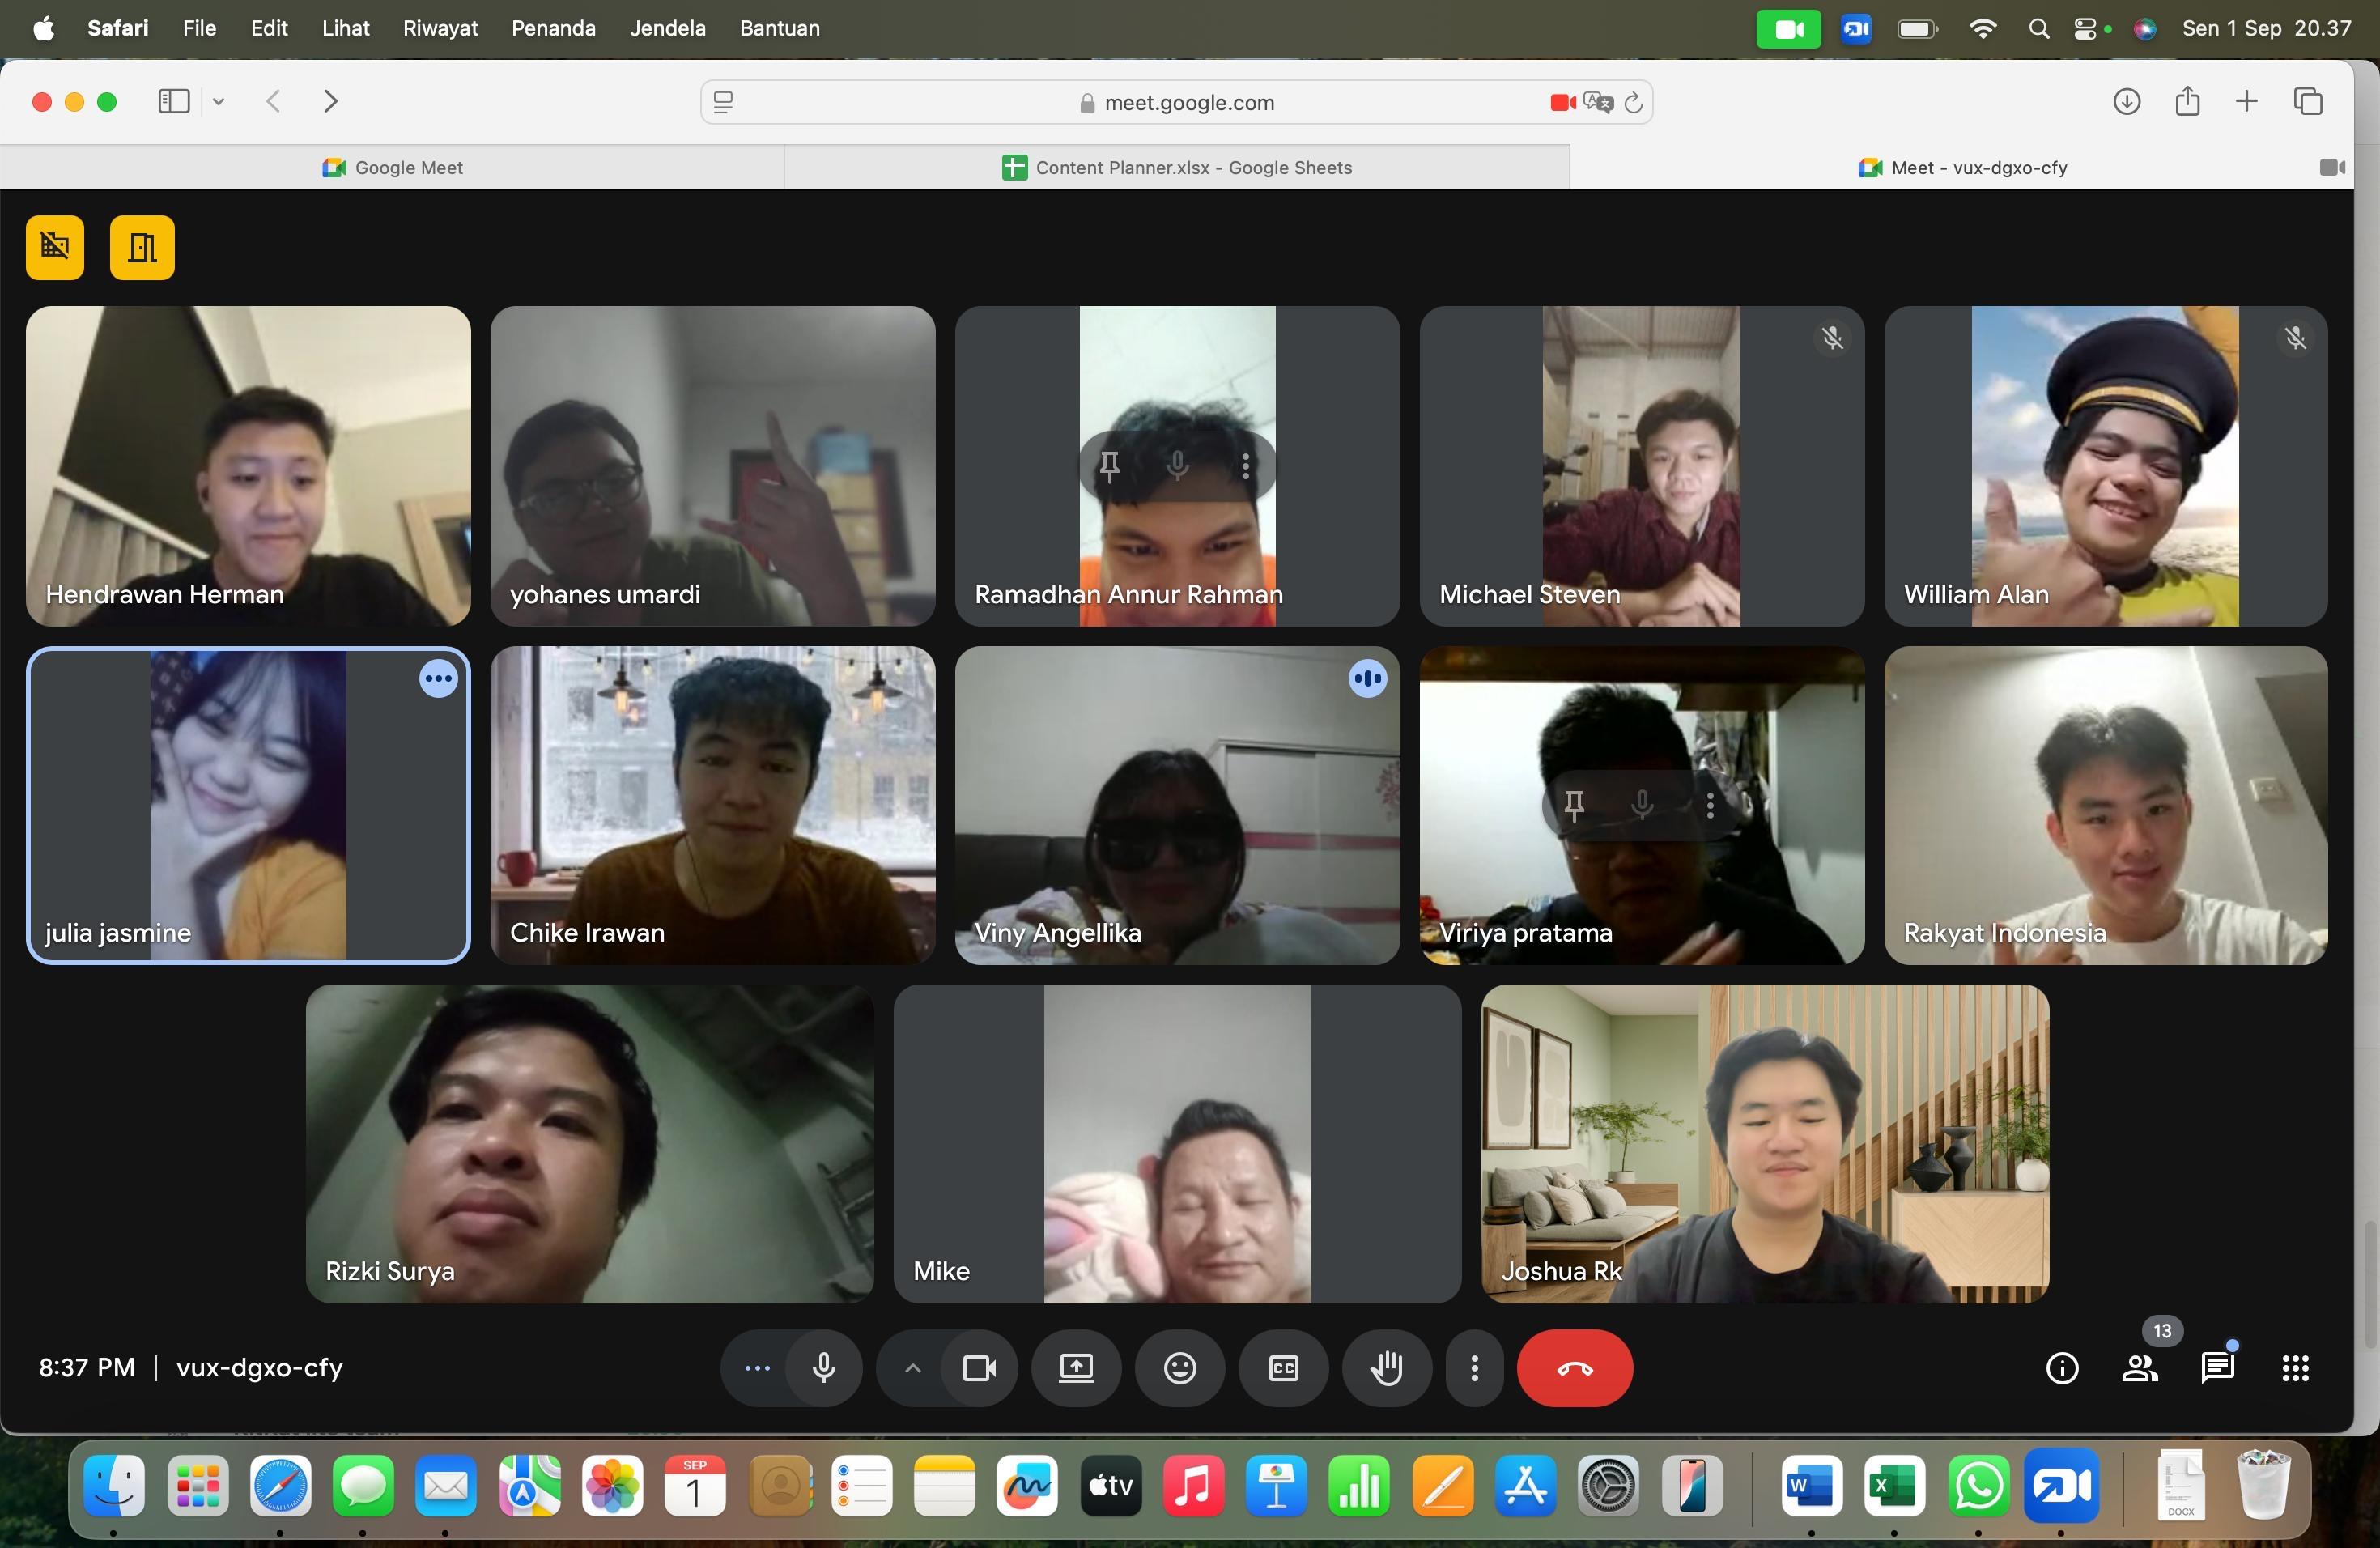 Safari File Edit Lihat Riwayat Penanda Jendela Bantuan Sen 1 Sep 20.37
meet.google.com
Google Meet
Content Planner.xlsx - Google Sheets
Meet - vux-dgxo-cfy
Hendrawan Herman
yohanes umardi
Ramadhan Annur Rahman
Michael Steven
William Alan
julia jasmine
Chike Irawan
Viny Angellika
Viriya pratama
Rakyat Indonesia
Rizki Surya
Mike
Joshua Rk
13
8:37 PM | vux-dgxo-cfy
CC
SEP
1
tv
W
X
DOCX